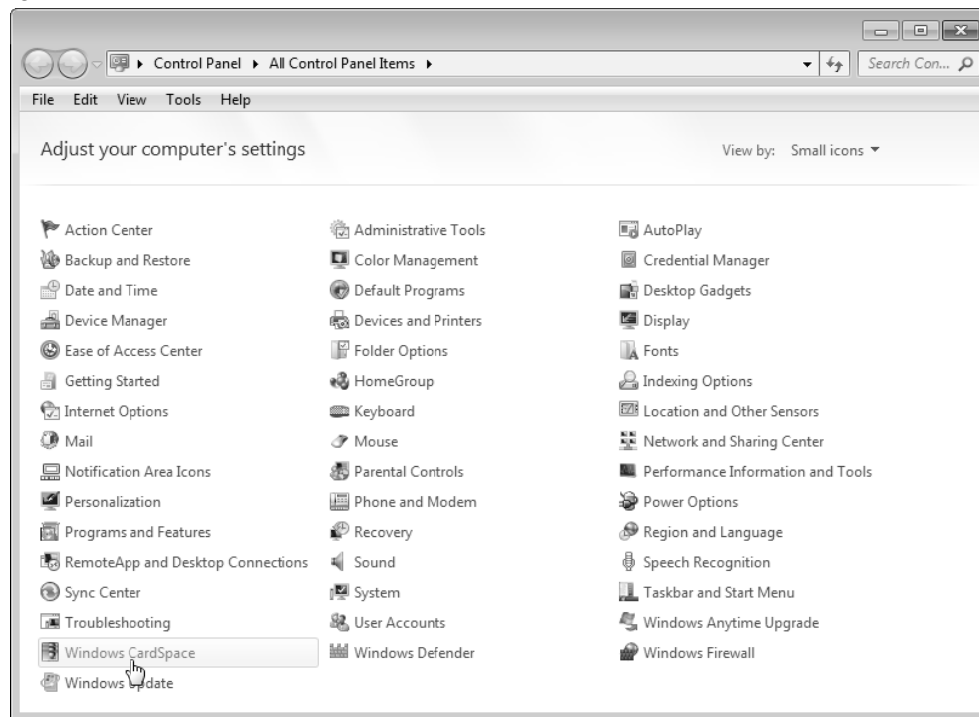 Control Panel ▸ All Control Panel Items ▸ Search Con...
File Edit View Tools Help
Adjust your computer's settings View by: Small icons
Action Center Administrative Tools AutoPlay
Backup and Restore Color Management Credential Manager
Date and Time Default Programs Desktop Gadgets
Device Manager Devices and Printers Display
Ease of Access Center Folder Options Fonts
Getting Started HomeGroup Indexing Options
Internet Options Keyboard Location and Other Sensors
Mail Mouse Network and Sharing Center
Notification Area Icons Parental Controls Performance Information and Tools
Personalization Phone and Modem Power Options
Programs and Features Recovery Region and Language
RemoteApp and Desktop Connections Sound Speech Recognition
Sync Center System Taskbar and Start Menu
Troubleshooting User Accounts Windows Anytime Upgrade
Windows CardSpace Windows Defender Windows Firewall
Windows Update